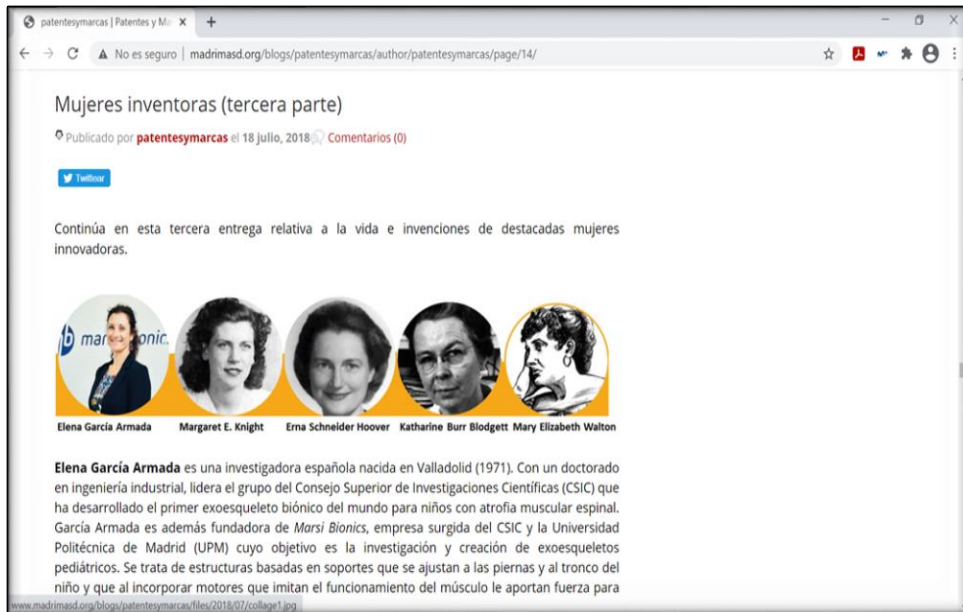 patentesymarcas | Patentes y Ma
No es seguro | madrimasd.org/blogs/patentesymarcas/author/patentesymarcas/page/14/
Mujeres inventoras (tercera parte)
Publicado por patentesymarcas el 18 julio, 2018 Comentarios (0)
Twittear
Continúa en esta tercera entrega relativa a la vida e invenciones de destacadas mujeres
innovadoras.
Elena García Armada Margaret E. Knight Erna Schneider Hoover Katharine Burr Blodgett Mary Elizabeth Walton
Elena García Armada es una investigadora española nacida en Valladolid (1971). Con un doctorado
en ingeniería industrial, lidera el grupo del Consejo Superior de Investigaciones Científicas (CSIC) que
ha desarrollado el primer exoesqueleto biónico del mundo para niños con atrofia muscular espinal.
García Armada es además fundadora de Marsi Bionics, empresa surgida del CSIC y la Universidad
Politécnica de Madrid (UPM) cuyo objetivo es la investigación y creación de exoesqueletos
pediátricos. Se trata de estructuras basadas en soportes que se ajustan a las piernas y al tronco del
niño y que al incorporar motores que imitan el funcionamiento del músculo le aportan fuerza para
www.madrimasd.org/blogs/patentesymarcas/files/2018/07/collage1.jpg